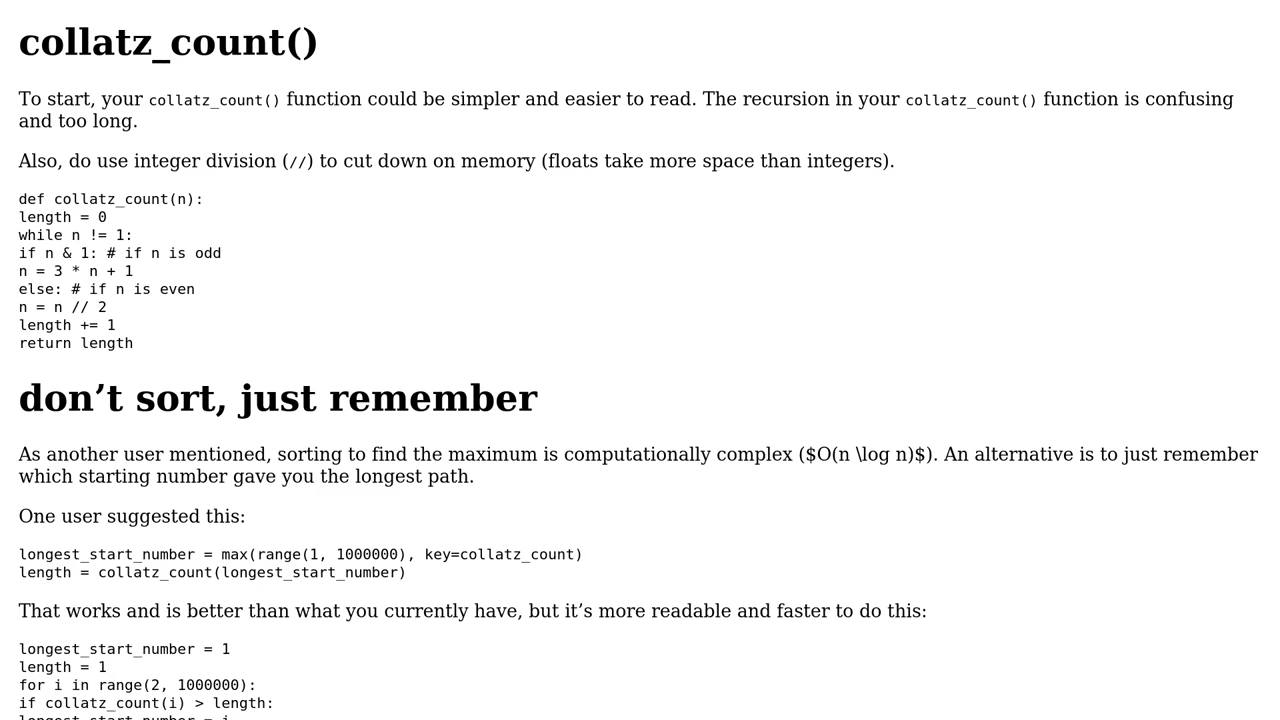 collatz_count()
To start, your collatz_count() function could be simpler and easier to read. The recursion in your collatz_count() function is confusing
and too long.
Also, do use integer division (//) to cut down on memory (floats take more space than integers).
def collatz_count(n):
length = 0
while n != 1:
if n & 1: # if n is odd
n = 3 * n + 1
else: # if n is even
n = n // 2
length += 1
return length
don’t sort, just remember
As another user mentioned, sorting to find the maximum is computationally complex ($O(n \log n)$). An alternative is to just remember
which starting number gave you the longest path.
One user suggested this:
longest_start_number = max(range(1, 1000000), key=collatz_count)
length = collatz_count(longest_start_number)
That works and is better than what you currently have, but it’s more readable and faster to do this:
longest_start_number = 1
length = 1
for i in range(2, 1000000):
if collatz_count(i) > length:
longest_start_number = i